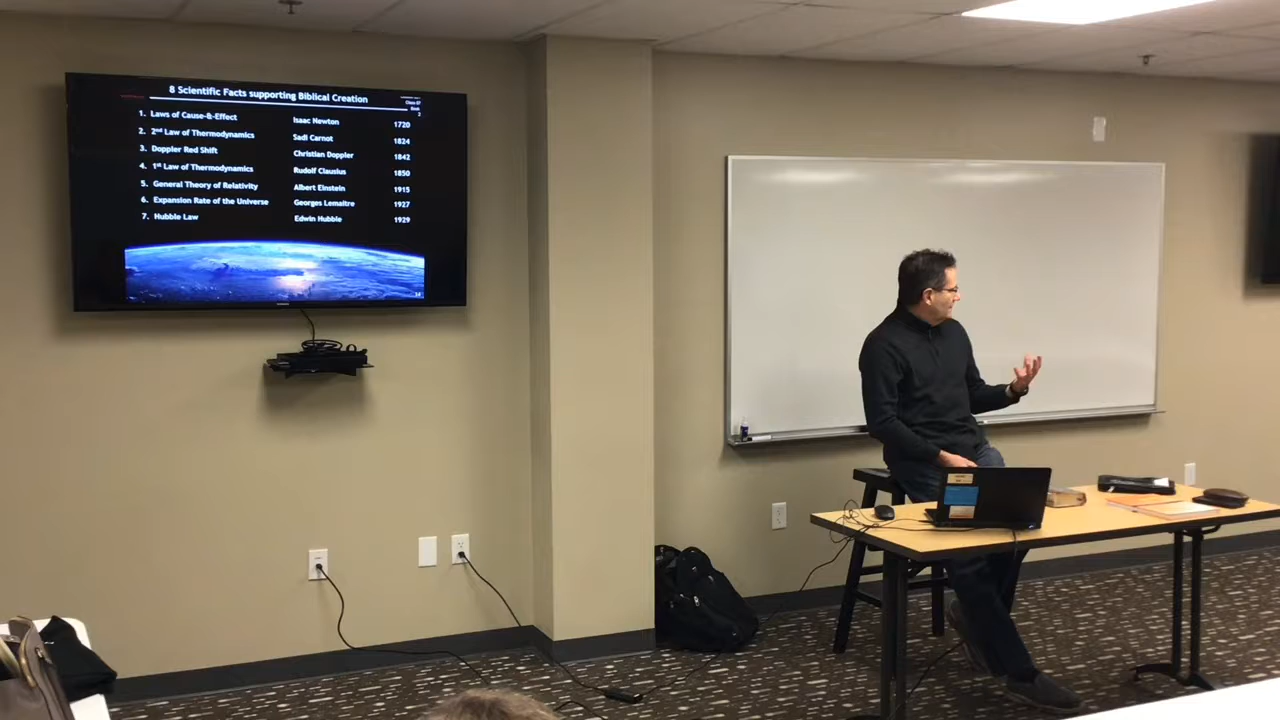 8 Scientific Facts supporting Biblical Creation
Class 07
1. Laws of Cause-&-Effect Isaac Newton 1720
2. 2nd Law of Thermodynamics Sadi Carnot 1824
3. Doppler Red Shift Christian Doppler 1842
4. 1st Law of Thermodynamics Rudolf Clausius 1850
5. General Theory of Relativity Albert Einstein 1915
6. Expansion Rate of the Universe Georges Lemaitre 1927
7. Hubble Law Edwin Hubble 1929